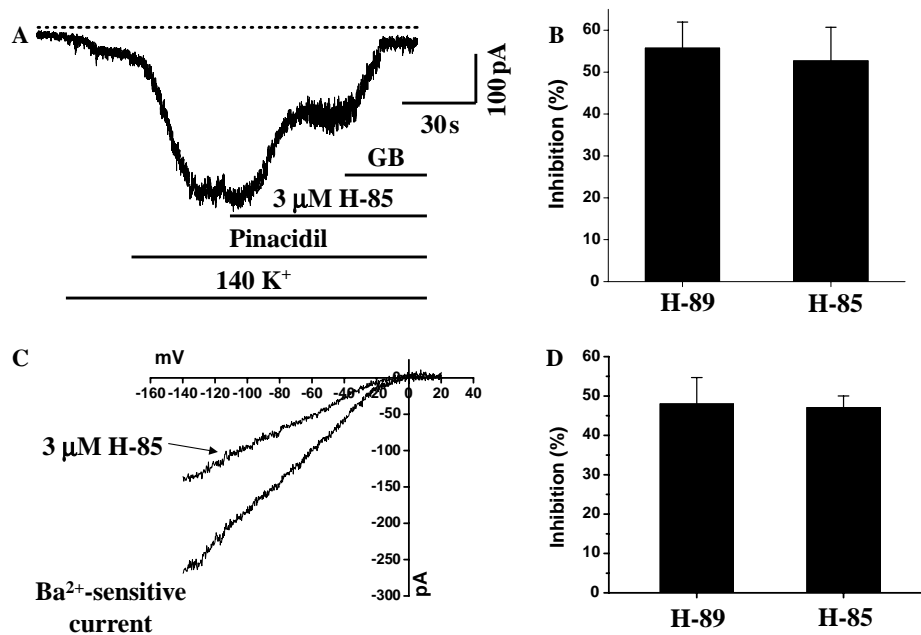 A
100 pA
30 s
GB
3 μM H-85
Pinacidil
140 K⁺
B
Inhibition (%)
60
50
40
30
20
10
0
H-89
H-85
C
mV
-160 -140 -120 -100 -80 -60 -40 -20 0 20 40
0
-50
-100
-150
-200
-250
-300
pA
3 μM H-85
Ba²⁺-sensitive
current
D
Inhibition (%)
60
50
40
30
20
10
0
H-89
H-85